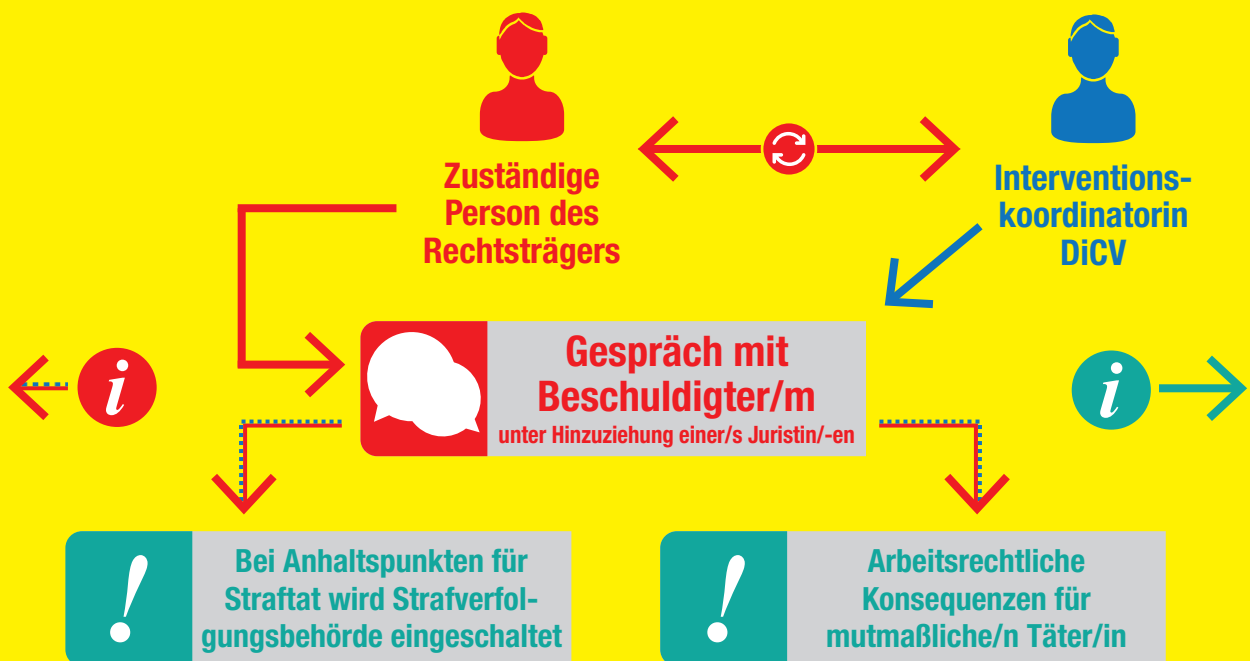 Zuständige
Person des
Rechtsträgers
Interventions-
koordinatorin
DiCV
i
Gespräch mit
Beschuldigter/m
unter Hinzuziehung einer/s Juristin/-en
i
!
Bei Anhaltspunkten für
Straftat wird Strafverfol-
gungsbehörde eingeschaltet
!
Arbeitsrechtliche
Konsequenzen für
mutmaßliche/n Täter/in